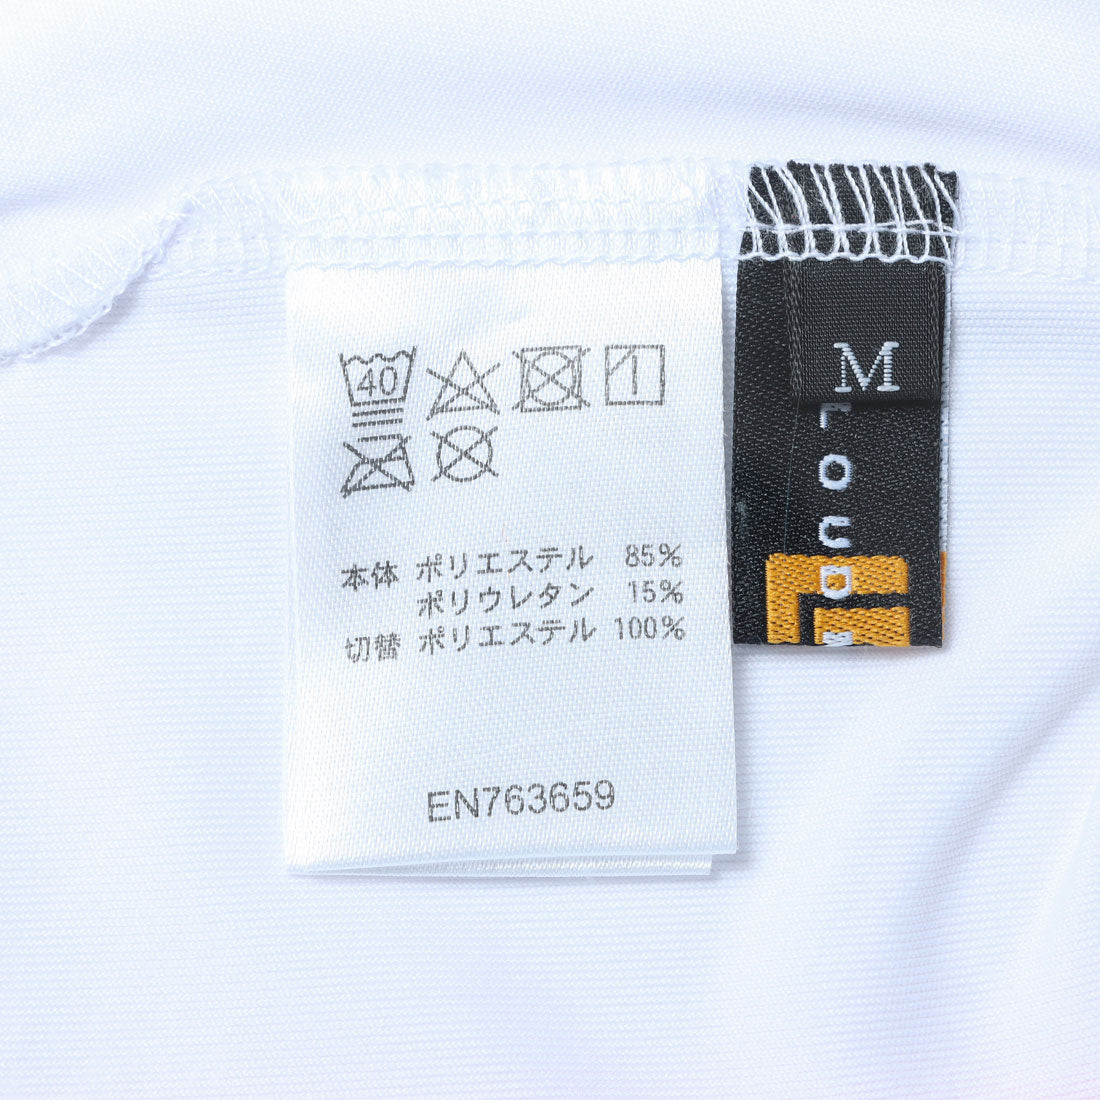 40
本体 ポリエステル 85%
ポリウレタン 15%
切替 ポリエステル 100%
EN763659
M